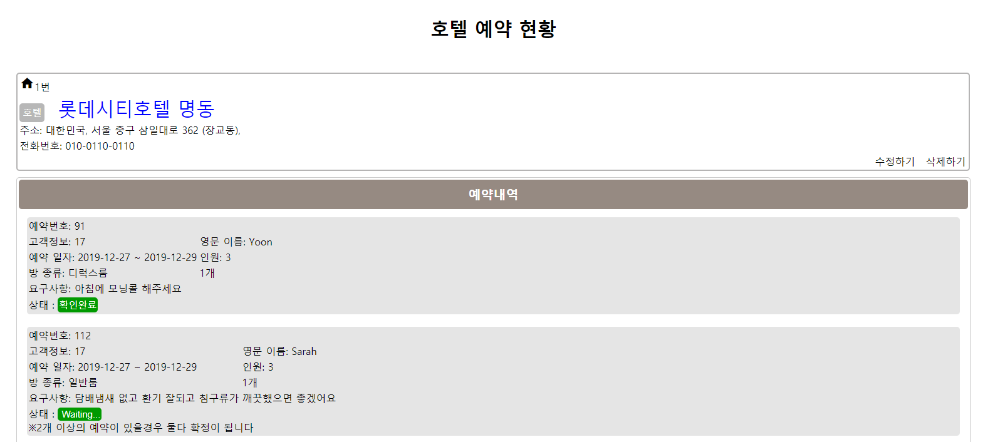 호텔 예약 현황
1번
호텔 롯데시티호텔 명동
주소: 대한민국, 서울 중구 삼일대로 362 (장교동),
전화번호: 010-0110-0110
수정하기 삭제하기
예약내역
예약번호: 91
고객정보: 17 영문 이름: Yoon
예약 일자: 2019-12-27 ~ 2019-12-29 인원: 3
방 종류: 디럭스룸 1개
요구사항: 아침에 모닝콜 해주세요
상태 : 확인완료
예약번호: 112
고객정보: 17 영문 이름: Sarah
예약 일자: 2019-12-27 ~ 2019-12-29 인원: 3
방 종류: 일반룸 1개
요구사항: 담배냄새 없고 환기 잘되고 침구류가 깨끗했으면 좋겠어요
상태 : Waiting...
※2개 이상의 예약이 있을경우 둘다 확정이 됩니다